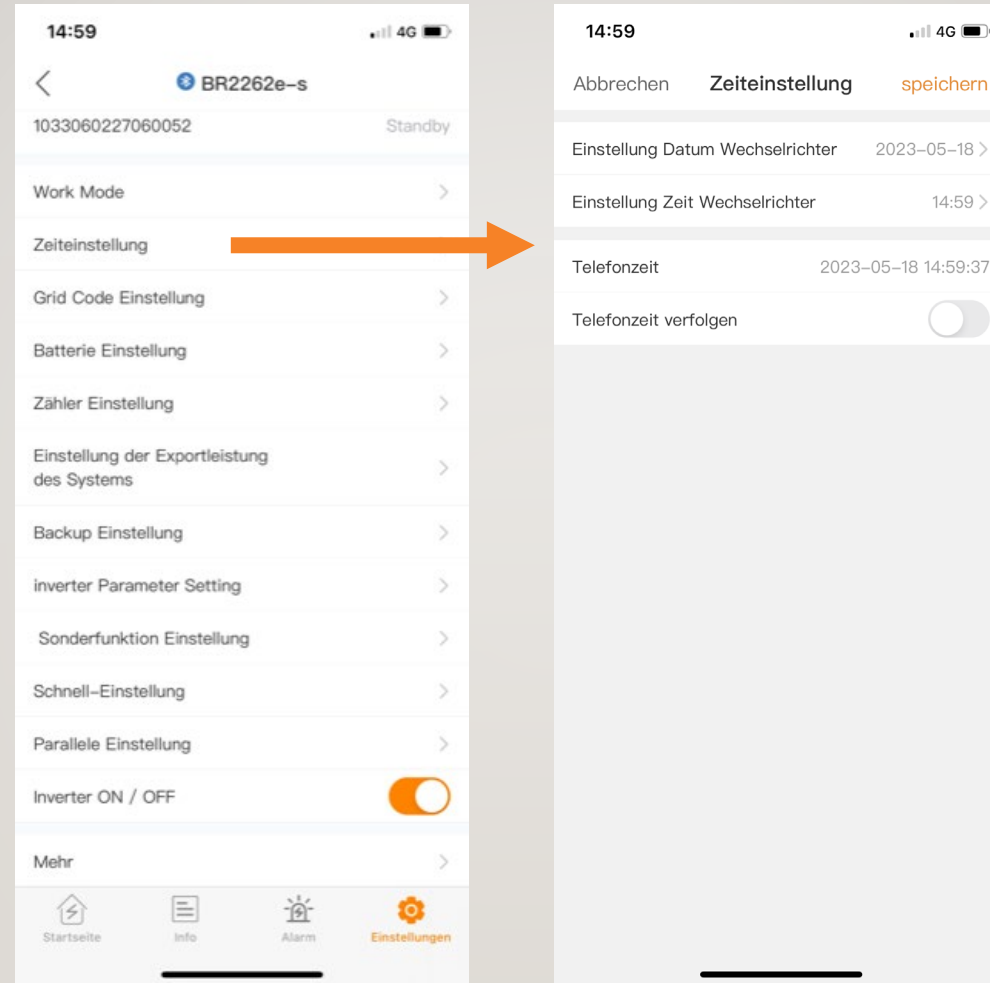 14:59
4G
BR2262e-s
1033060227060052 Standby
Work Mode
Zeiteinstellung
Grid Code Einstellung
Batterie Einstellung
Zähler Einstellung
Einstellung der Exportleistung
des Systems
Backup Einstellung
inverter Parameter Setting
Sonderfunktion Einstellung
Schnell-Einstellung
Parallele Einstellung
Inverter ON / OFF
Mehr
Startseite Info Alarm Einstellungen
14:59
4G
Abbrechen Zeiteinstellung speichern
Einstellung Datum Wechselrichter 2023-05-18
Einstellung Zeit Wechselrichter 14:59
Telefonzeit 2023-05-18 14:59:37
Telefonzeit verfolgen